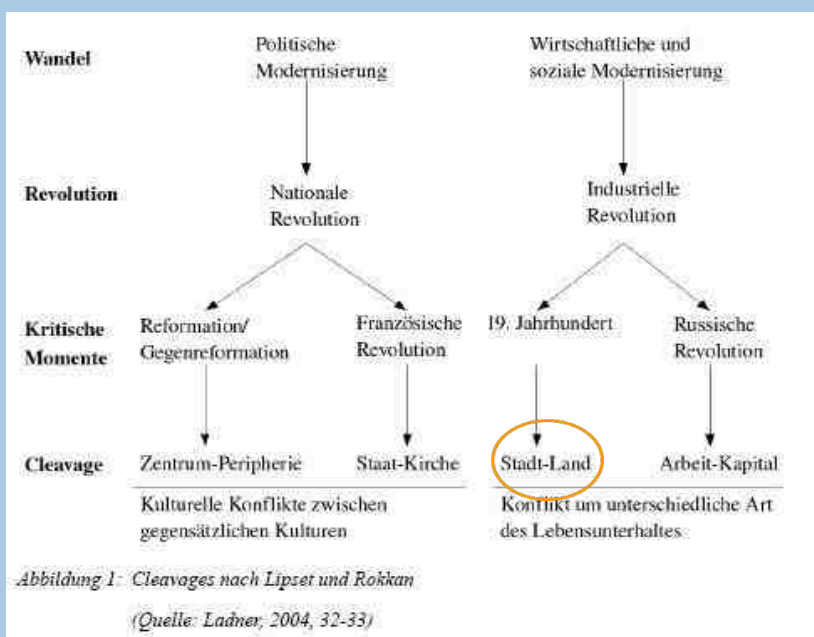 Wandel
Politische
Modernisierung
Wirtschaftliche und
soziale Modernisierung
Revolution
Nationale
Revolution
Industrielle
Revolution
Kritische
Momente
Reformation/
Gegenreformation
Französische
Revolution
19. Jahrhundert
Russische
Revolution
Cleavage
Zentrum-Peripherie
Staat-Kirche
Stadt-Land
Arbeit-Kapital
Kulturelle Konflikte zwischen
gegensätzlichen Kulturen
Konflikt um unterschiedliche Art
des Lebensunterhaltes
Abbildung 1: Cleavages nach Lipset und Rokkan
(Quelle: Ladner, 2004, 32-33)